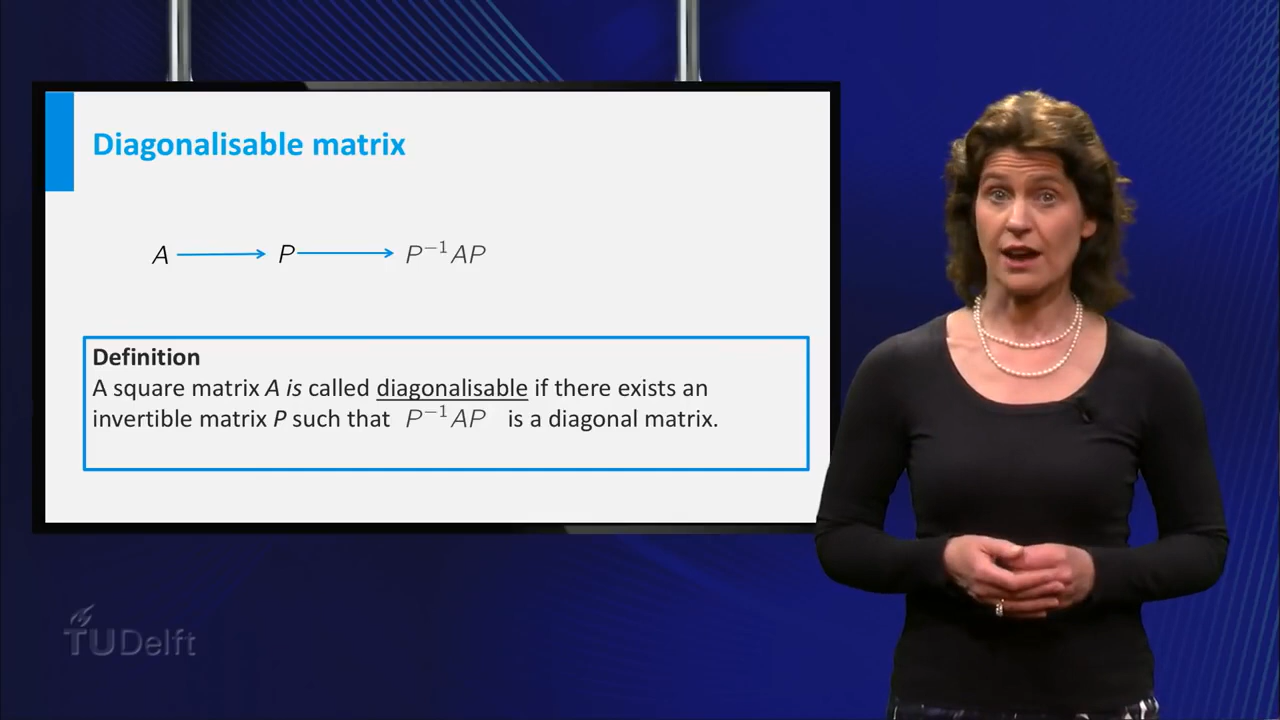 Diagonalisable matrix
A → P → P⁻¹AP
Definition
A square matrix A is called diagonalisable if there exists an
invertible matrix P such that P⁻¹AP is a diagonal matrix.
TUDelft